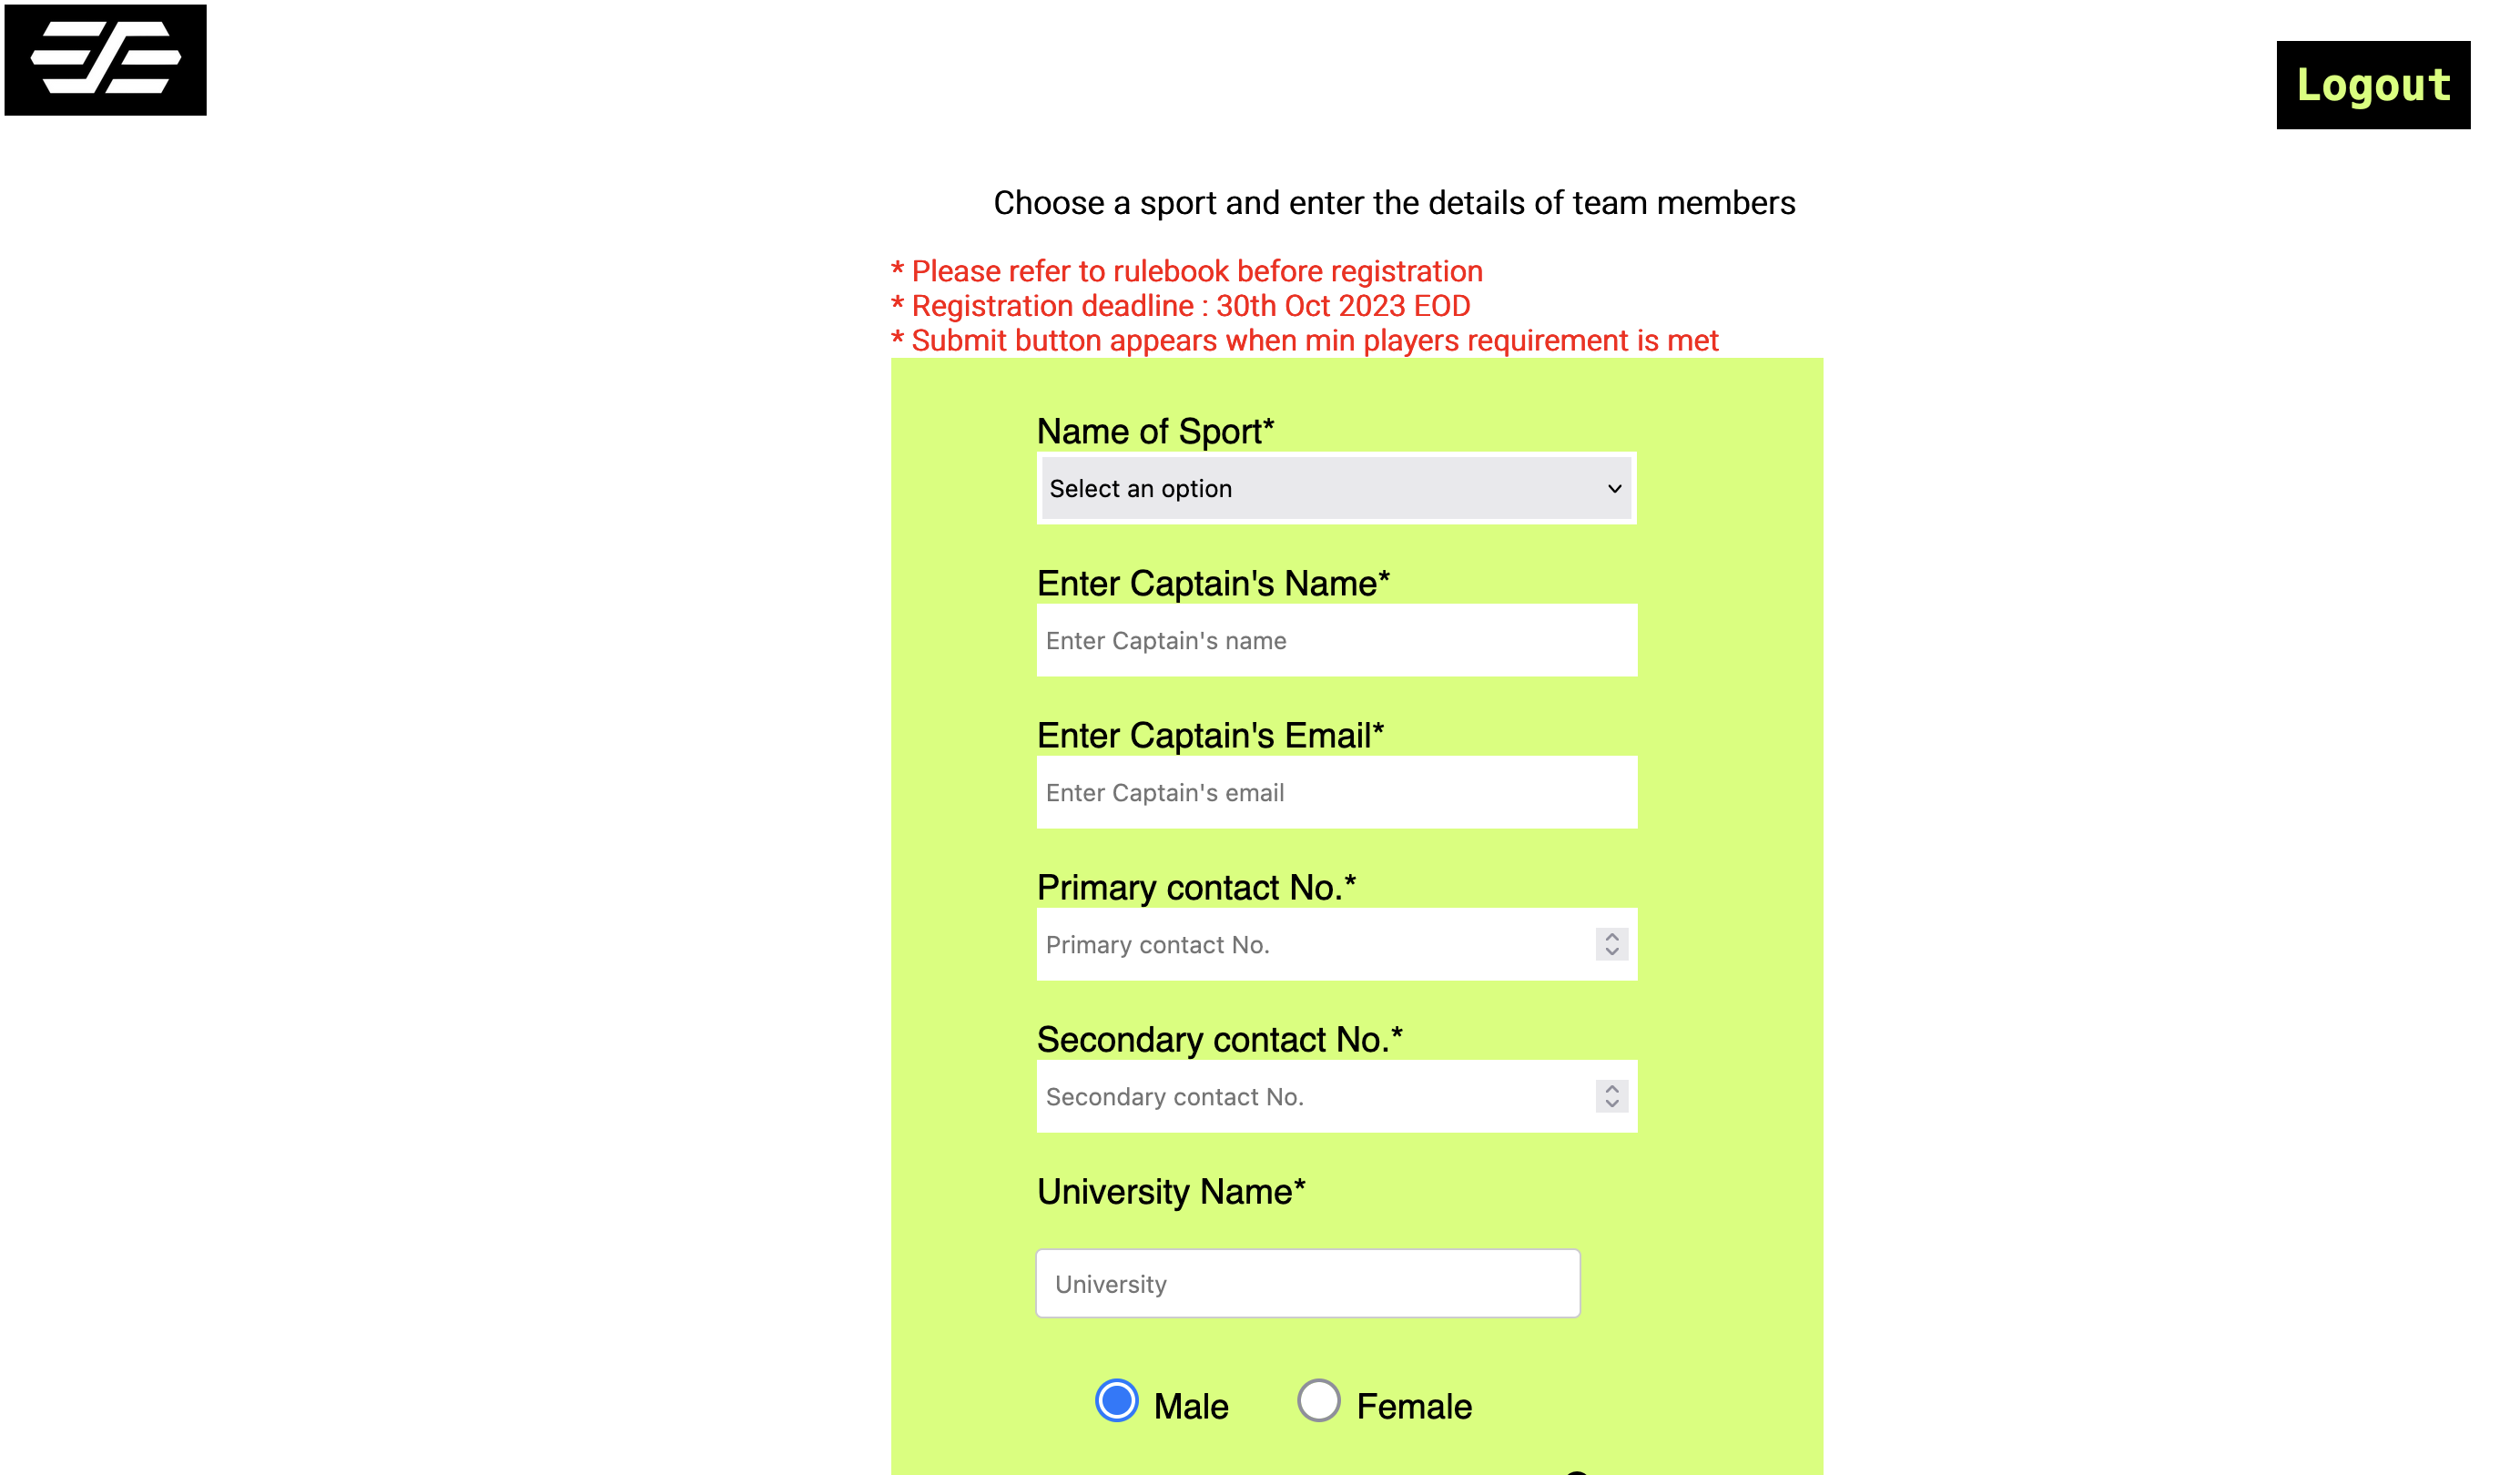 Logout
Choose a sport and enter the details of team members
* Please refer to rulebook before registration
* Registration deadline : 30th Oct 2023 EOD
* Submit button appears when min players requirement is met
Name of Sport*
Select an option
Enter Captain's Name*
Enter Captain's name
Enter Captain's Email*
Enter Captain's email
Primary contact No.*
Primary contact No.
Secondary contact No.*
Secondary contact No.
University Name*
University
Male Female